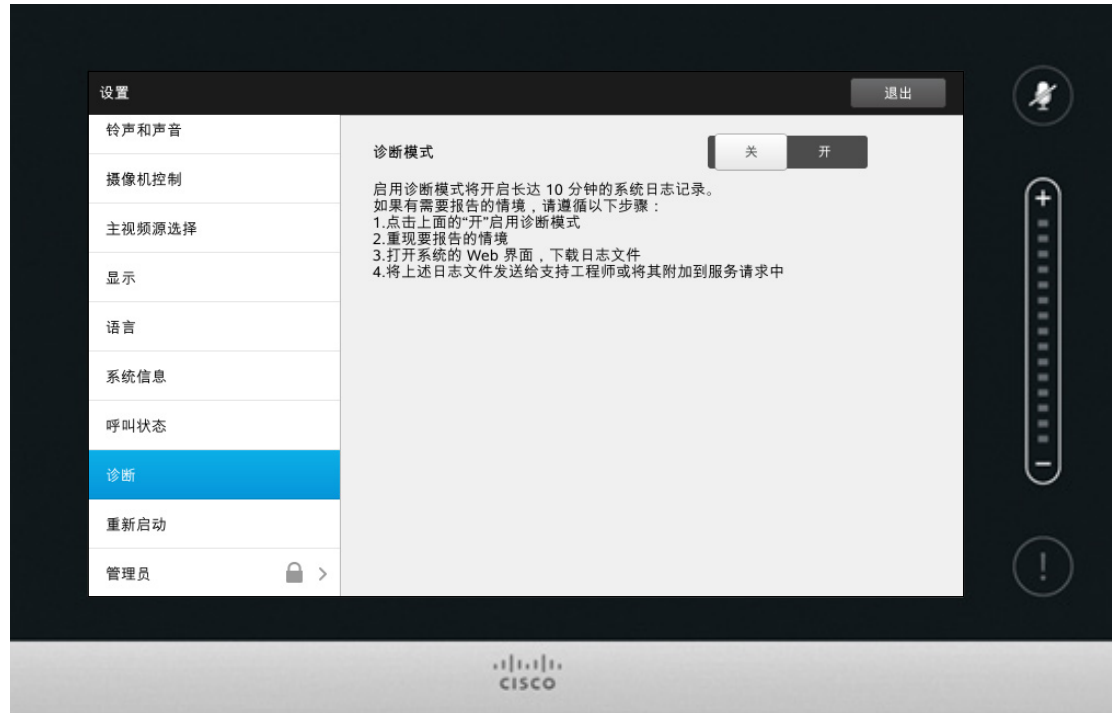 设置
退出
铃声和声音
摄像机控制
主视频源选择
显示
语言
系统信息
呼叫状态
诊断
重新启动
管理员
诊断模式
关
开
启用诊断模式将开启长达 10 分钟的系统日志记录。
如果有需要报告的情境，请遵循以下步骤：
1.点击上面的“开”启用诊断模式
2.重现要报告的情境
3.打开系统的 Web 界面，下载日志文件
4.将上述日志文件发送给支持工程师或将其附加到服务请求中
+
−
!
CISCO